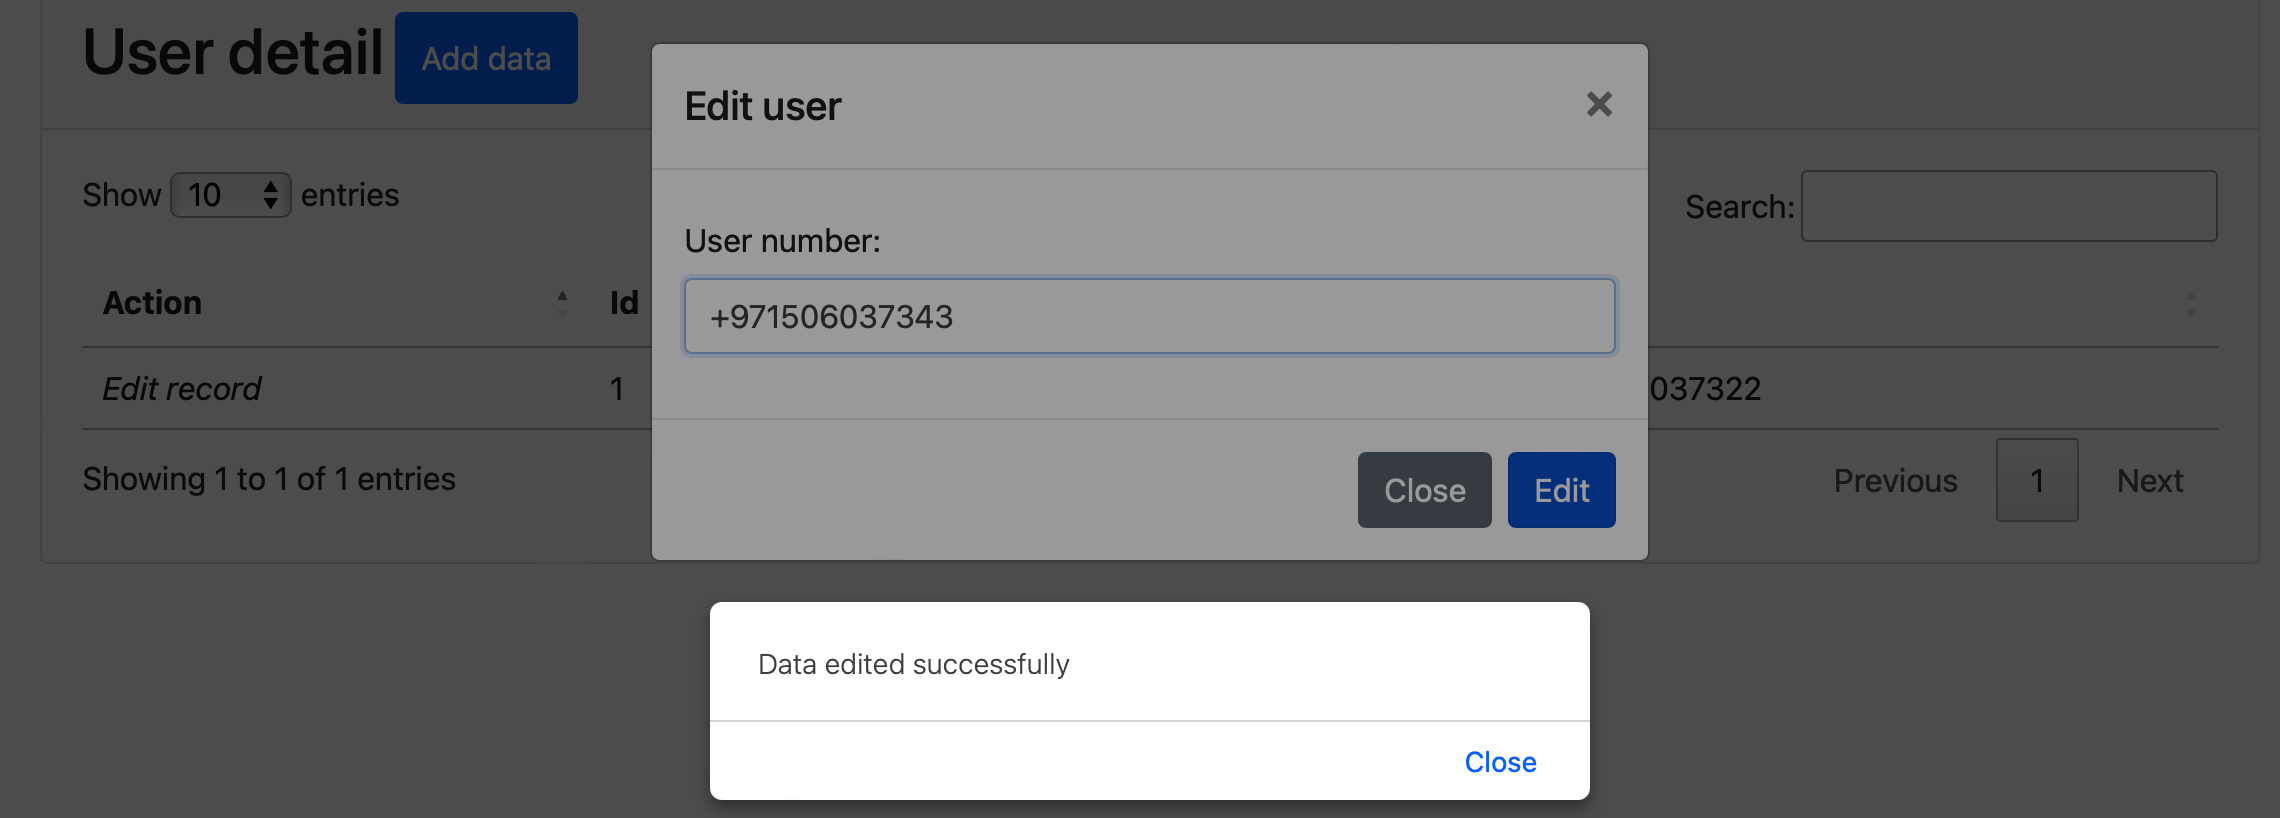 User detail Add data
Edit user ×
Show 10 entries
Search:
User number:
Action Id
+971506037343
Edit record 1 037322
Showing 1 to 1 of 1 entries
Close Edit
Previous 1 Next
Data edited successfully
Close